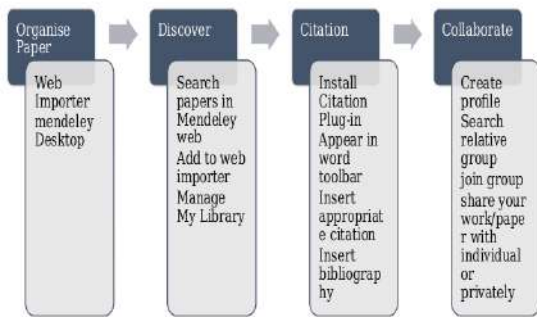 Organise
Paper
Web
Importer
mendeley
Desktop
Discover
Search
papers in
Mendeley
web
Add to web
importer
Manage
My Library
Citation
Install
Citation
Plug-in
Appear in
word
toolbar
Insert
appropriat
e citation
Insert
bibliograp
hy
Collaborate
Create
profile
Search
relative
group
join group
share your
work/pape
r with
individual
or
privately